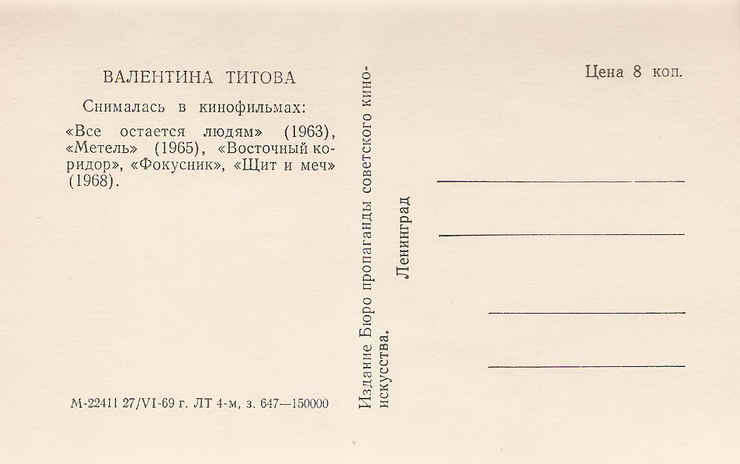 ВАЛЕНТИНА ТИТОВА
Снималась в кинофильмах:
«Все остается людям» (1963),
«Метель» (1965), «Восточный ко-
ридор», «Фокусник», «Щит и меч»
(1968).
М-22411 27/VI-69 г. ЛТ 4-м, з. 647—150000
Издание Бюро пропаганды советского кино-
искусства.
Ленинград
Цена 8 коп.